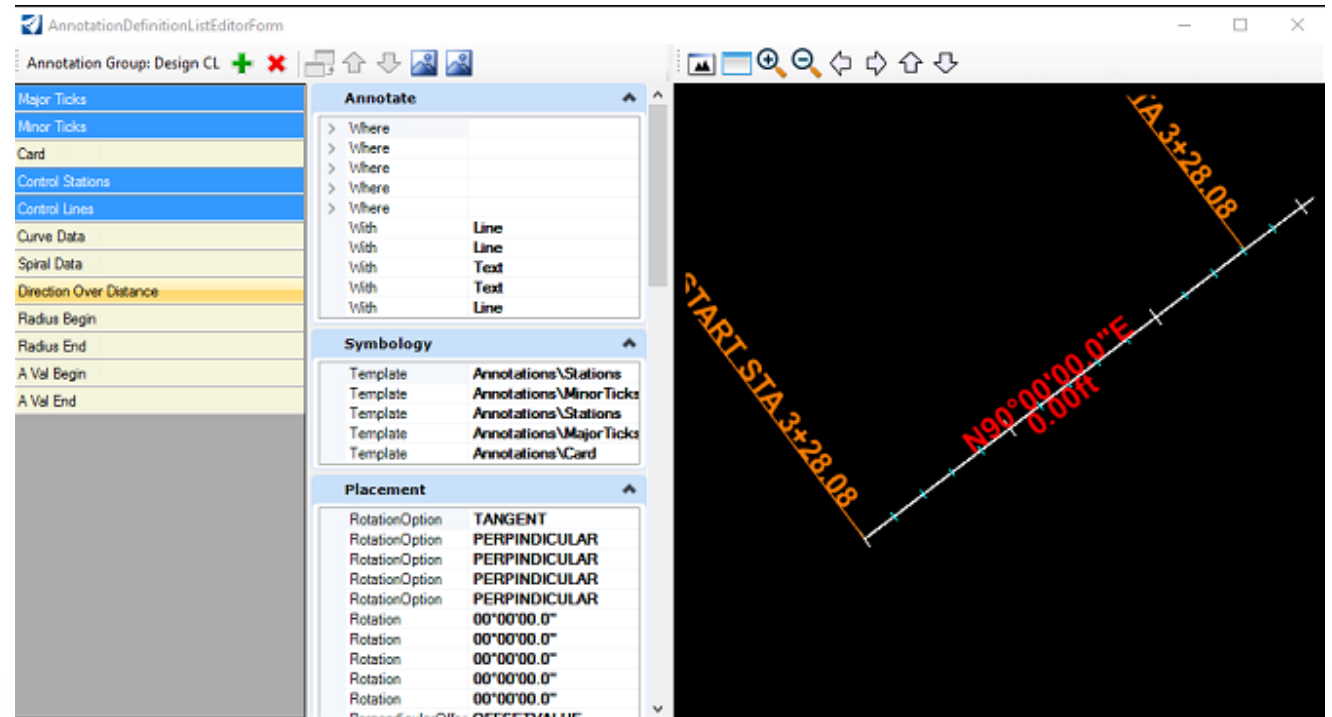 AnnotationDefinitionListEditorForm
Annotation Group: Design CL
Major Ticks
Minor Ticks
Card
Control Stations
Control Lines
Curve Data
Spiral Data
Direction Over Distance
Radius Begin
Radius End
A Val Begin
A Val End
Annotate
Where
Where
Where
Where
Where
With Line
With Line
With Text
With Text
With Line
Symbology
Template Annotations\Stations
Template Annotations\MinorTicks
Template Annotations\Stations
Template Annotations\MajorTicks
Template Annotations\Card
Placement
RotationOption TANGENT
RotationOption PERPINDICULAR
RotationOption PERPINDICULAR
RotationOption PERPINDICULAR
RotationOption PERPINDICULAR
Rotation 00°00'00.0"
Rotation 00°00'00.0"
Rotation 00°00'00.0"
Rotation 00°00'00.0"
Rotation 00°00'00.0"
TA 3+28.08
START STA 3+28.08
N90°00'00.0"E
0.00ft